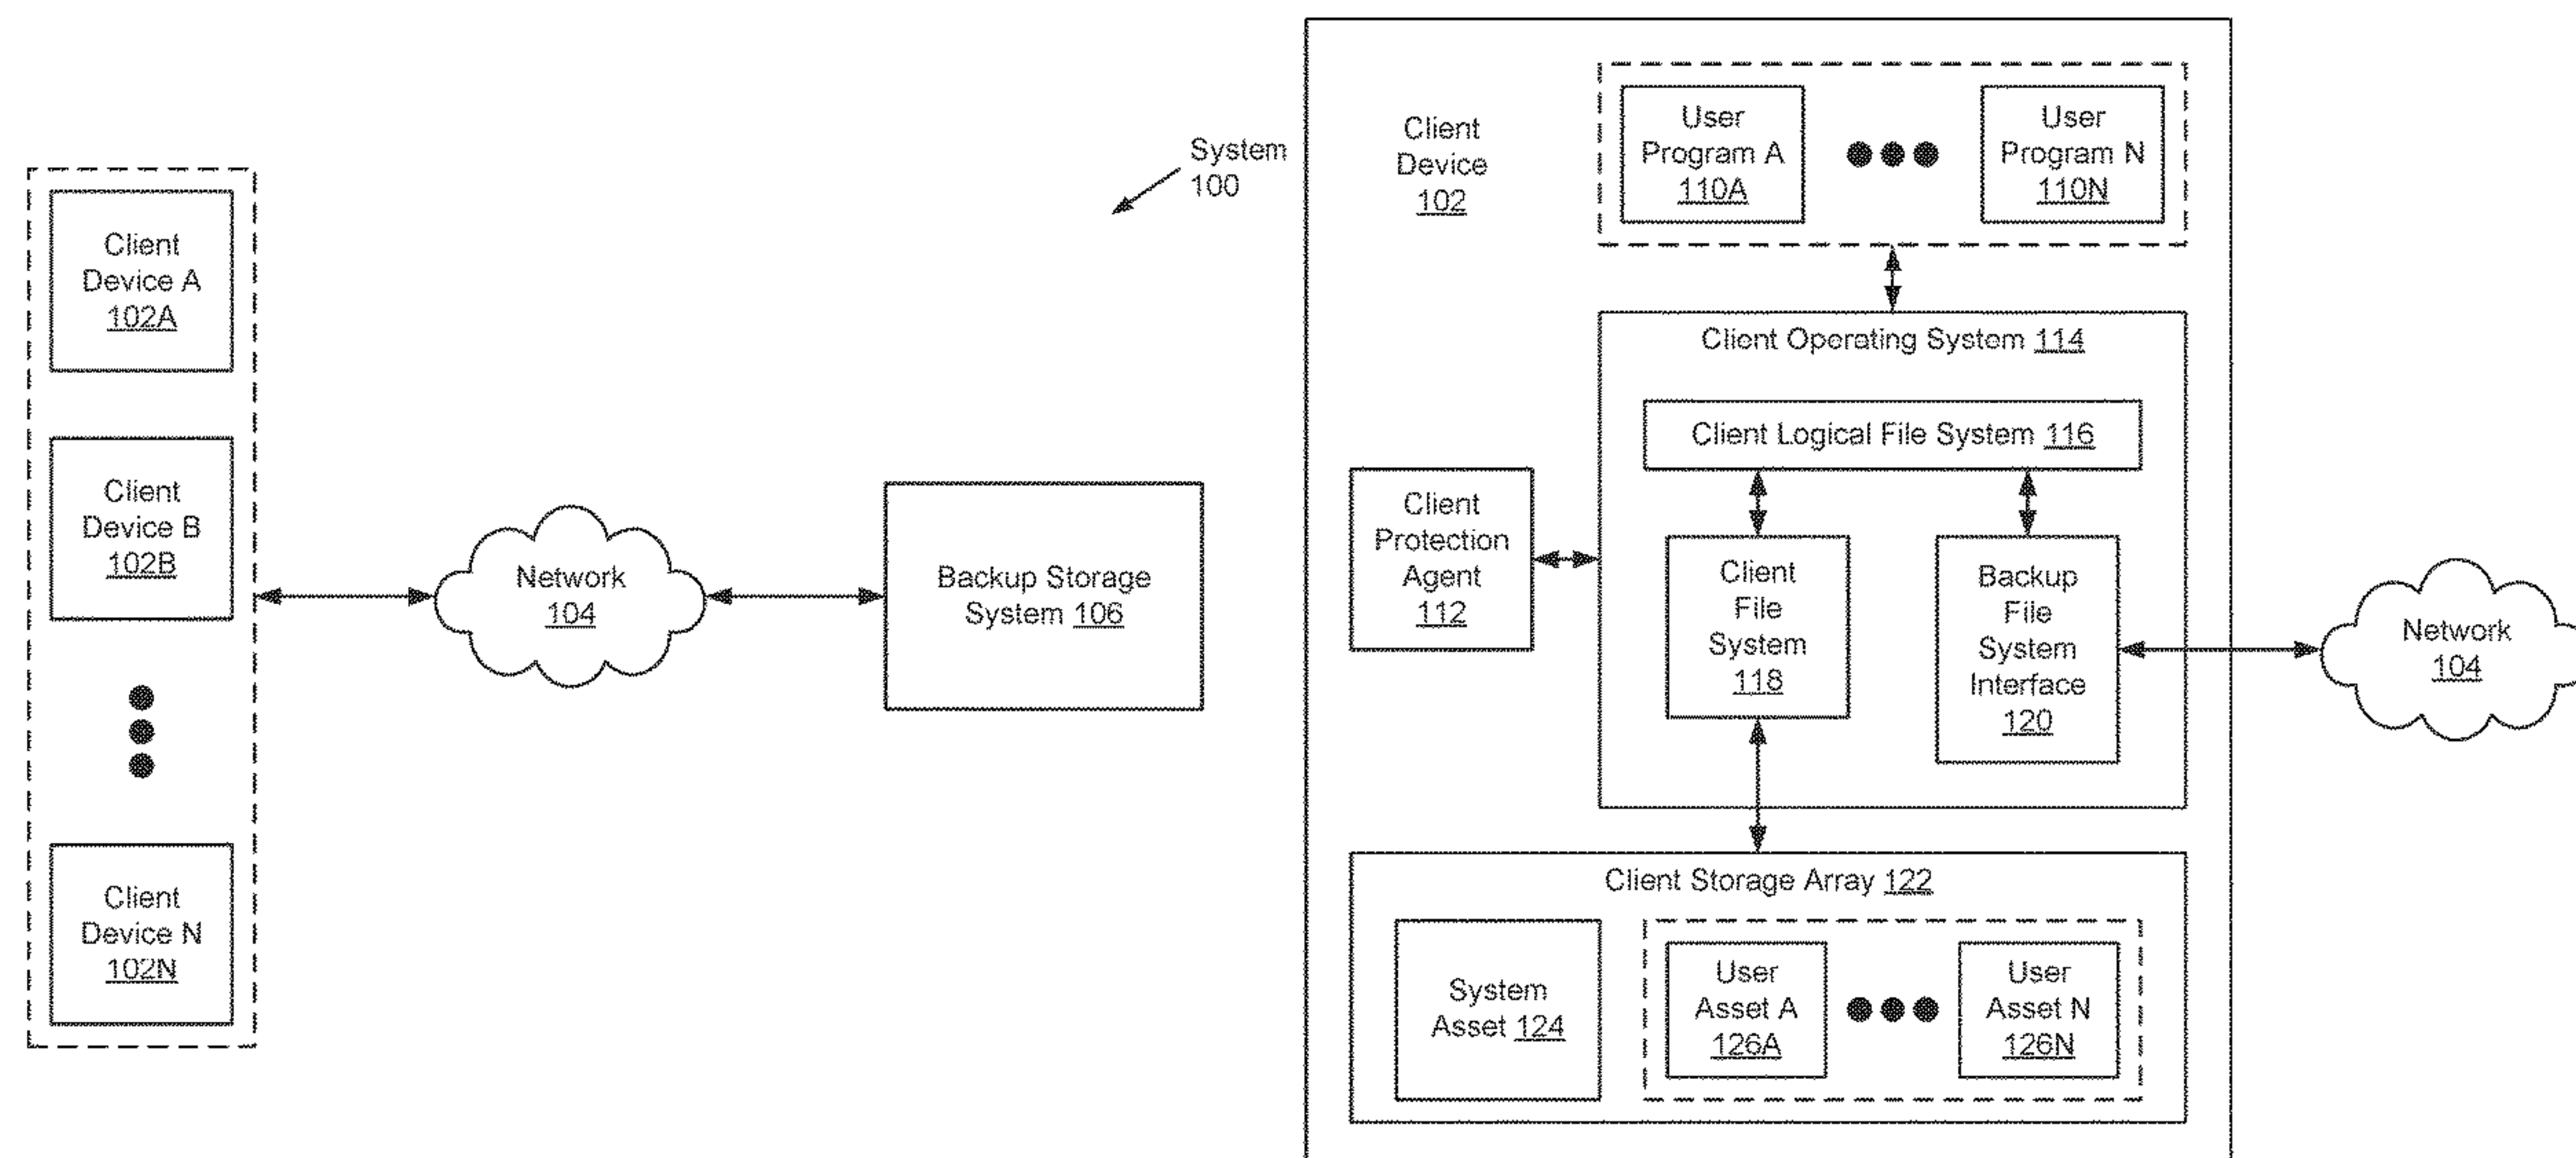 System
100
Client
Device A
102A
Client
Device B
102B
Client
Device N
102N
Network
104
Backup Storage
System 106
Client
Device
102
User
Program A
110A
User
Program N
110N
Client Operating System 114
Client Logical File System 116
Client
Protection
Agent
112
Client
File
System
118
Backup
File
System
Interface
120
Network
104
Client Storage Array 122
System
Asset 124
User
Asset A
126A
User
Asset N
126N